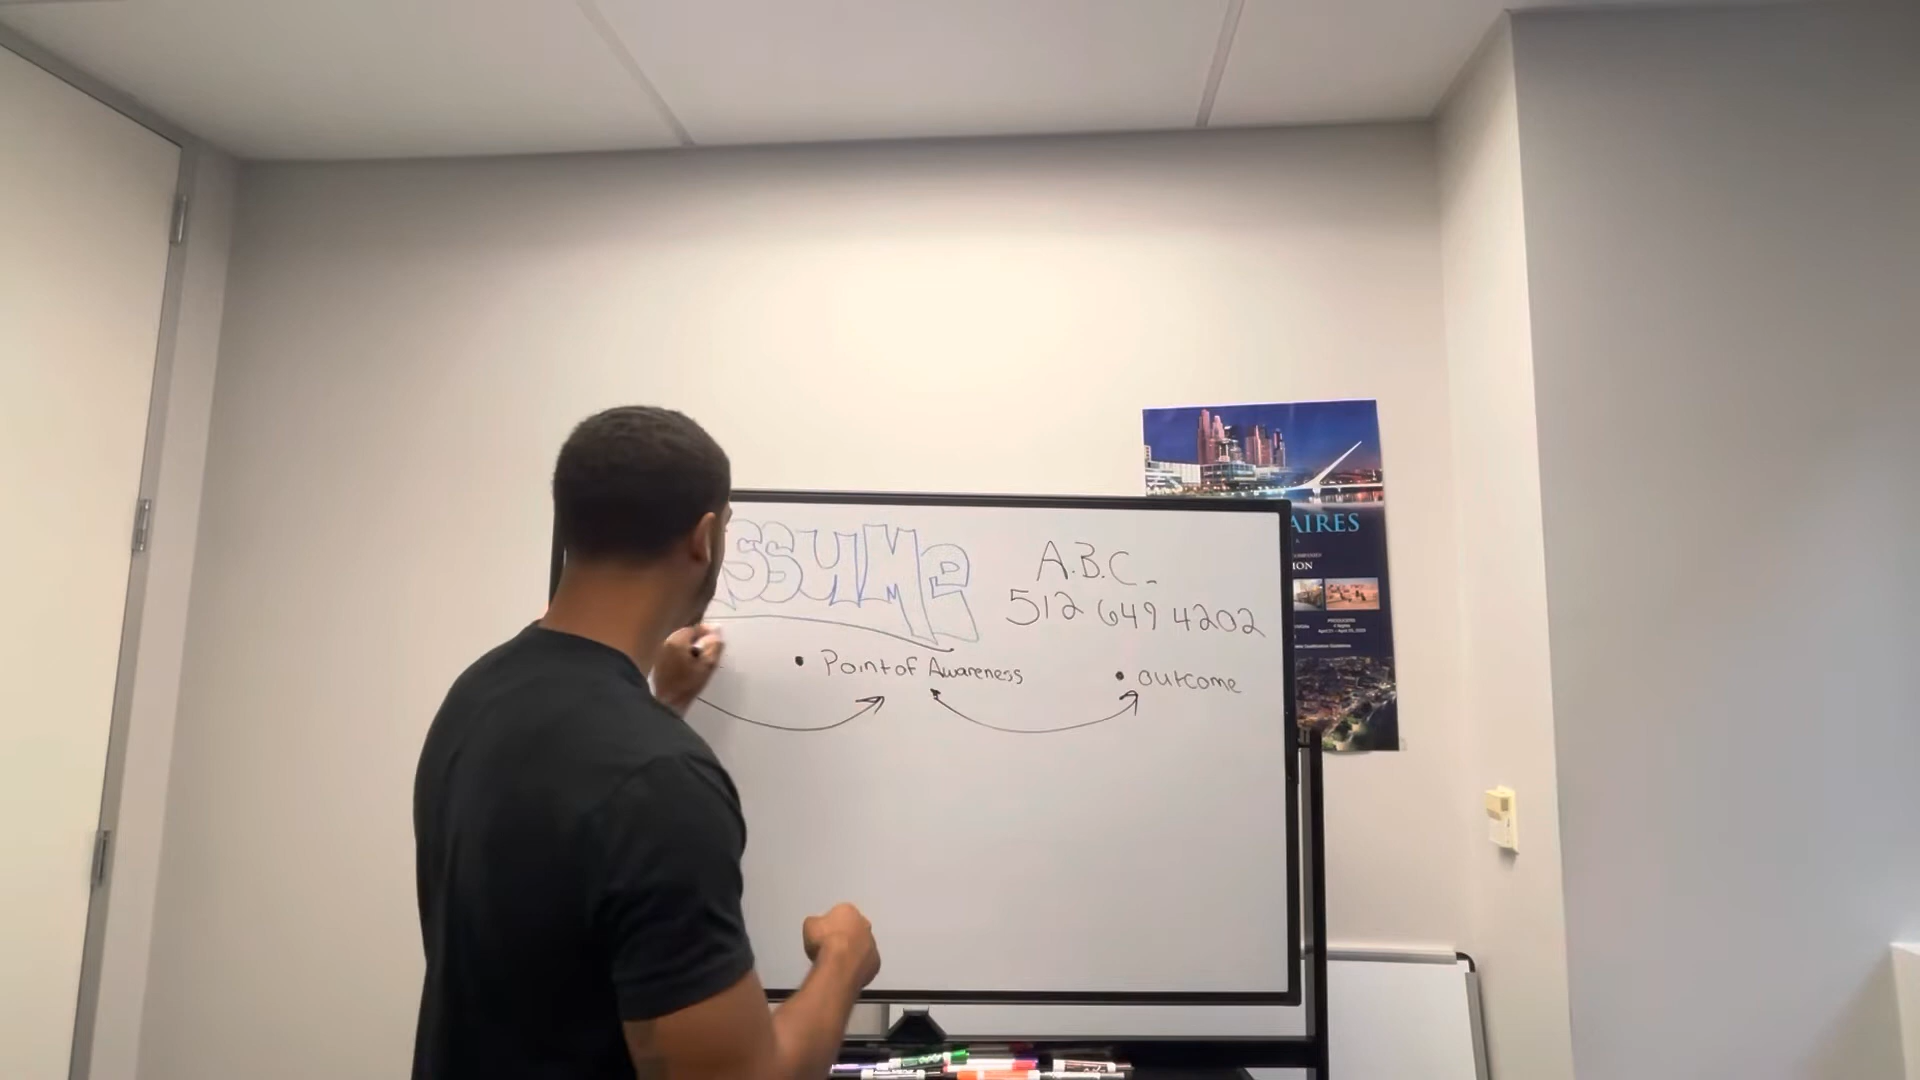 SSUMe
A.B.C.
512 649 4202
• Point of Awareness
• outcome
AIRES
ION